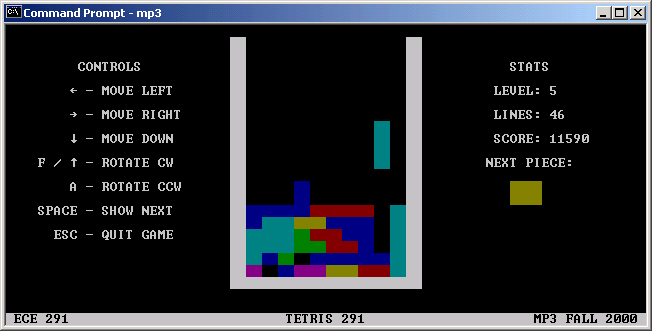 Command Prompt - mp3
CONTROLS
← - MOVE LEFT
→ - MOVE RIGHT
↓ - MOVE DOWN
F / ↑ - ROTATE CW
A - ROTATE CCW
SPACE - SHOW NEXT
ESC - QUIT GAME
STATS
LEVEL: 5
LINES: 46
SCORE: 11590
NEXT PIECE:
ECE 291
TETRIS 291
MP3 FALL 2000